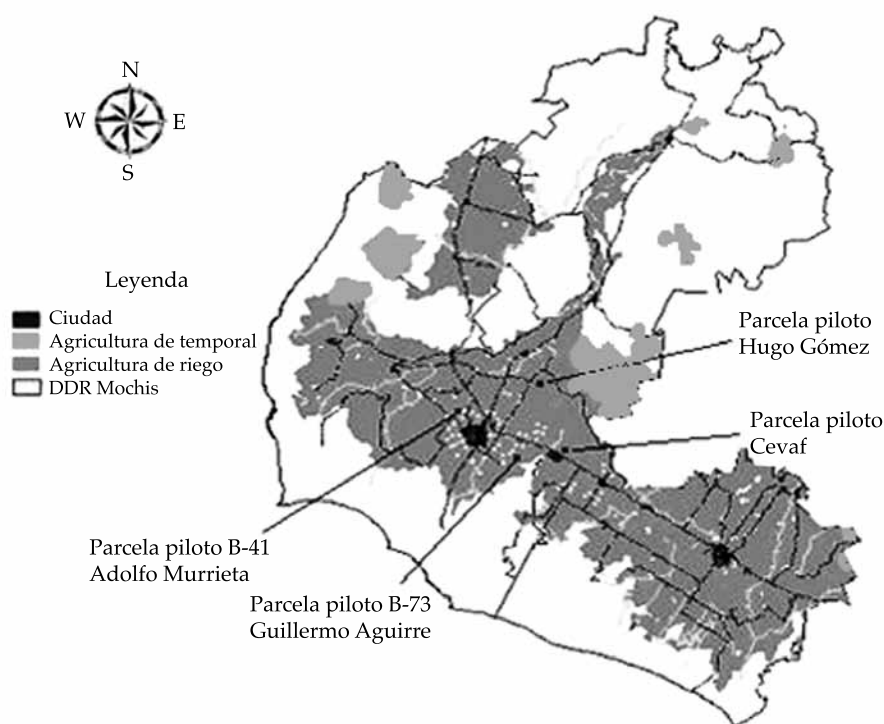 N
W
E
S
Leyenda
Ciudad
Agricultura de temporal
Agricultura de riego
DDR Mochis
Parcela piloto
Hugo Gómez
Parcela piloto
Cevaf
Parcela piloto B-41
Adolfo Murrieta
Parcela piloto B-73
Guillermo Aguirre